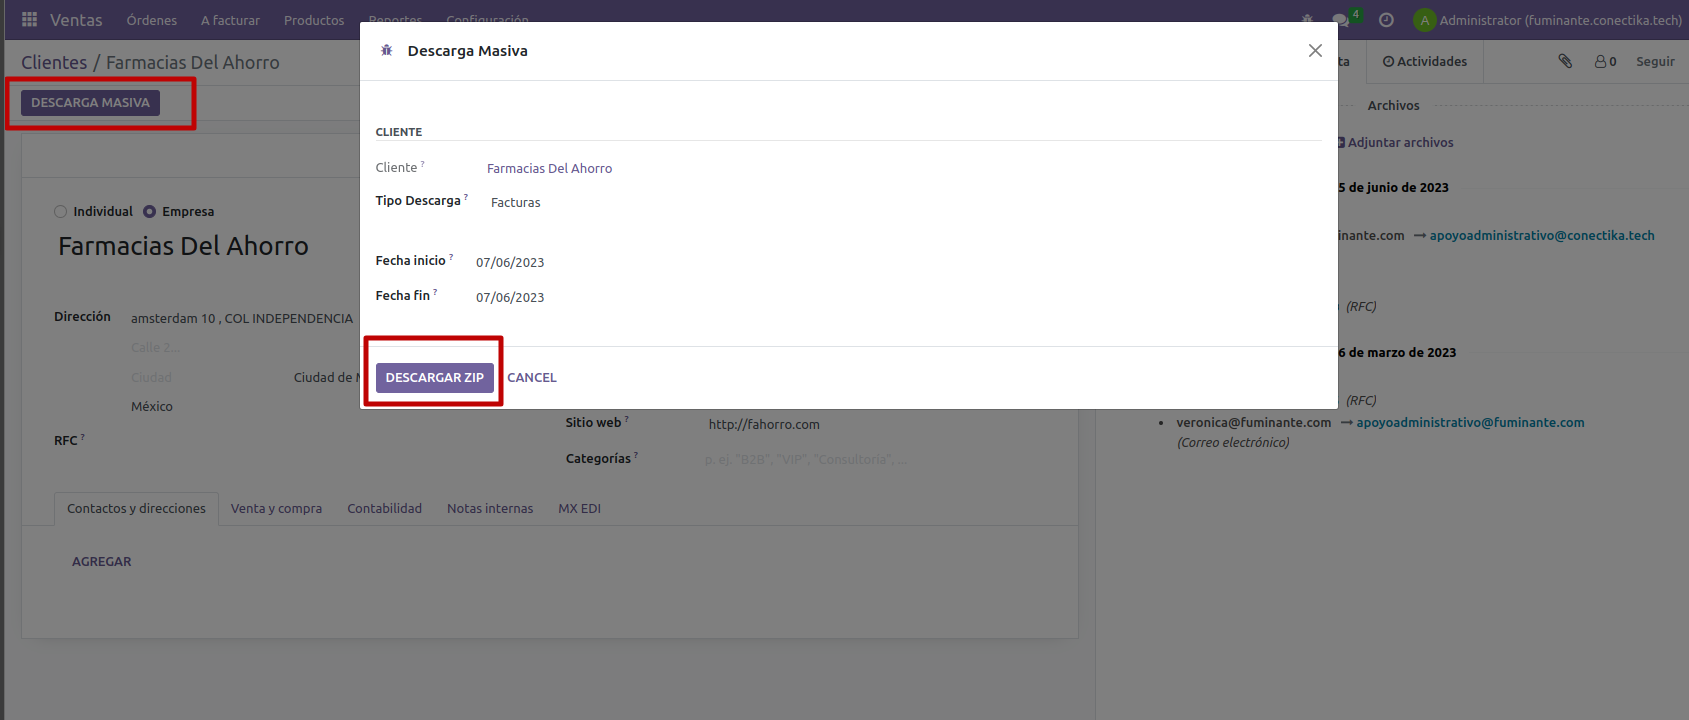 Ventas Órdenes A facturar Productos Reportes Configuración 4 A Administrator (fuminante.conectika.tech)
Descarga Masiva
Clientes / Farmacias Del Ahorro
ta Actividades 0 Seguir
DESCARGA MASIVA
Archivos
CLIENTE
Adjuntar archivos
Cliente ? Farmacias Del Ahorro
5 de junio de 2023
Tipo Descarga ? Facturas
Individual Empresa
inante.com → apoyoadministrativo@conectika.tech
Farmacias Del Ahorro
Fecha inicio ? 07/06/2023
Fecha fin ? 07/06/2023
(RFC)
Dirección amsterdam 10 , COL INDEPENDENCIA
Calle 2...
6 de marzo de 2023
Ciudad Ciudad de M
DESCARGAR ZIP CANCEL
(RFC)
México
Sitio web ? http://fahorro.com
veronica@fuminante.com → apoyoadministrativo@fuminante.com
RFC ?
(Correo electrónico)
Categorías ? p. ej. "B2B", "VIP", "Consultoría", ...
Contactos y direcciones Venta y compra Contabilidad Notas internas MX EDI
AGREGAR